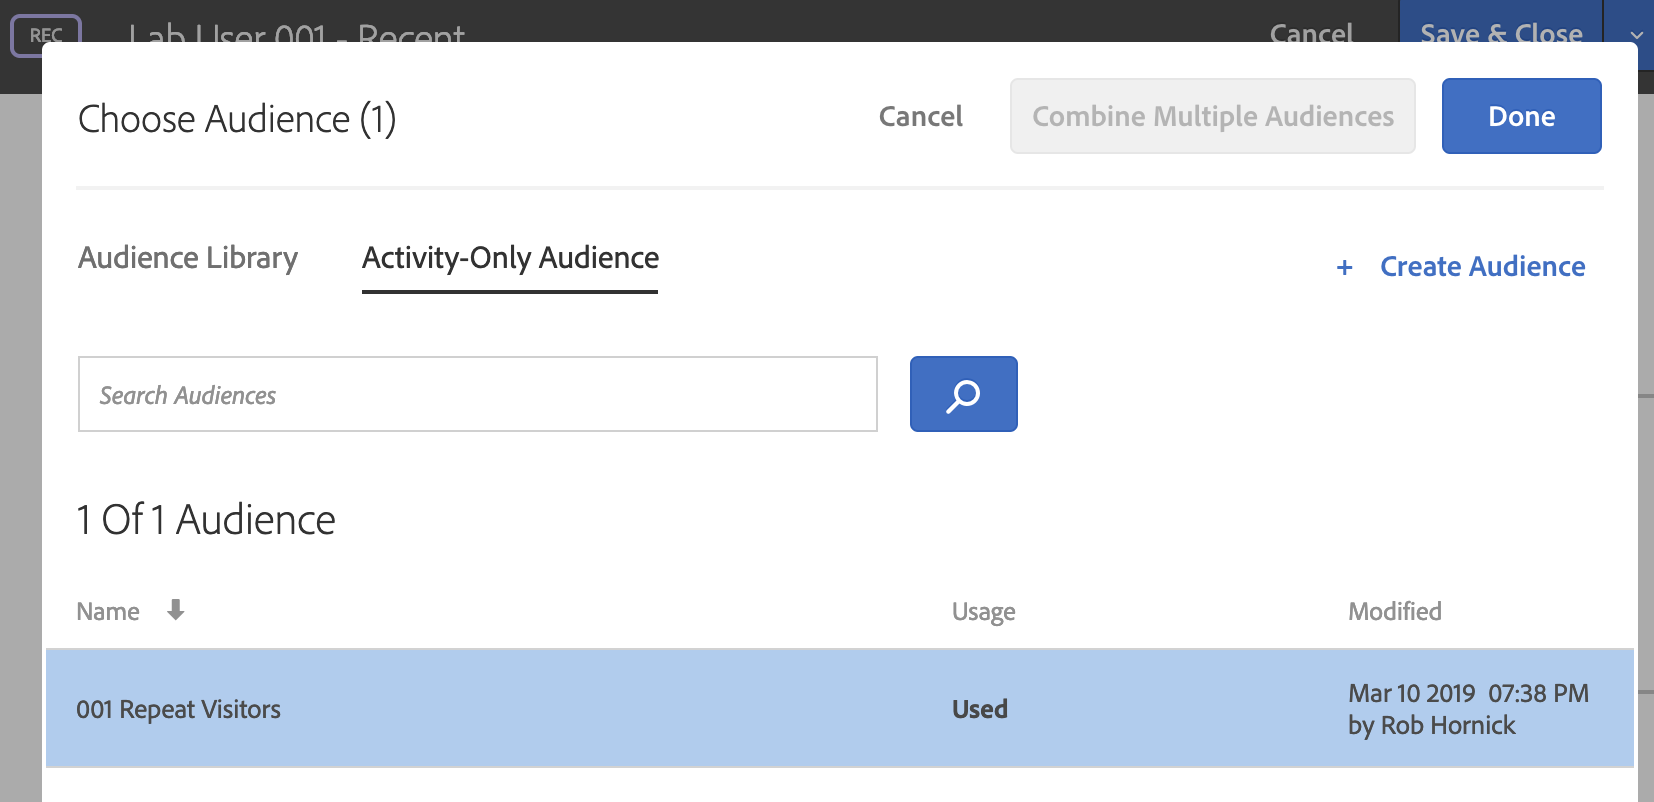 REC Lab User 001 - Recent Cancel Save & Close
Choose Audience (1) Cancel Combine Multiple Audiences Done
Audience Library Activity-Only Audience + Create Audience
Search Audiences
1 Of 1 Audience
Name Usage Modified
001 Repeat Visitors Used Mar 10 2019 07:38 PM
by Rob Hornick